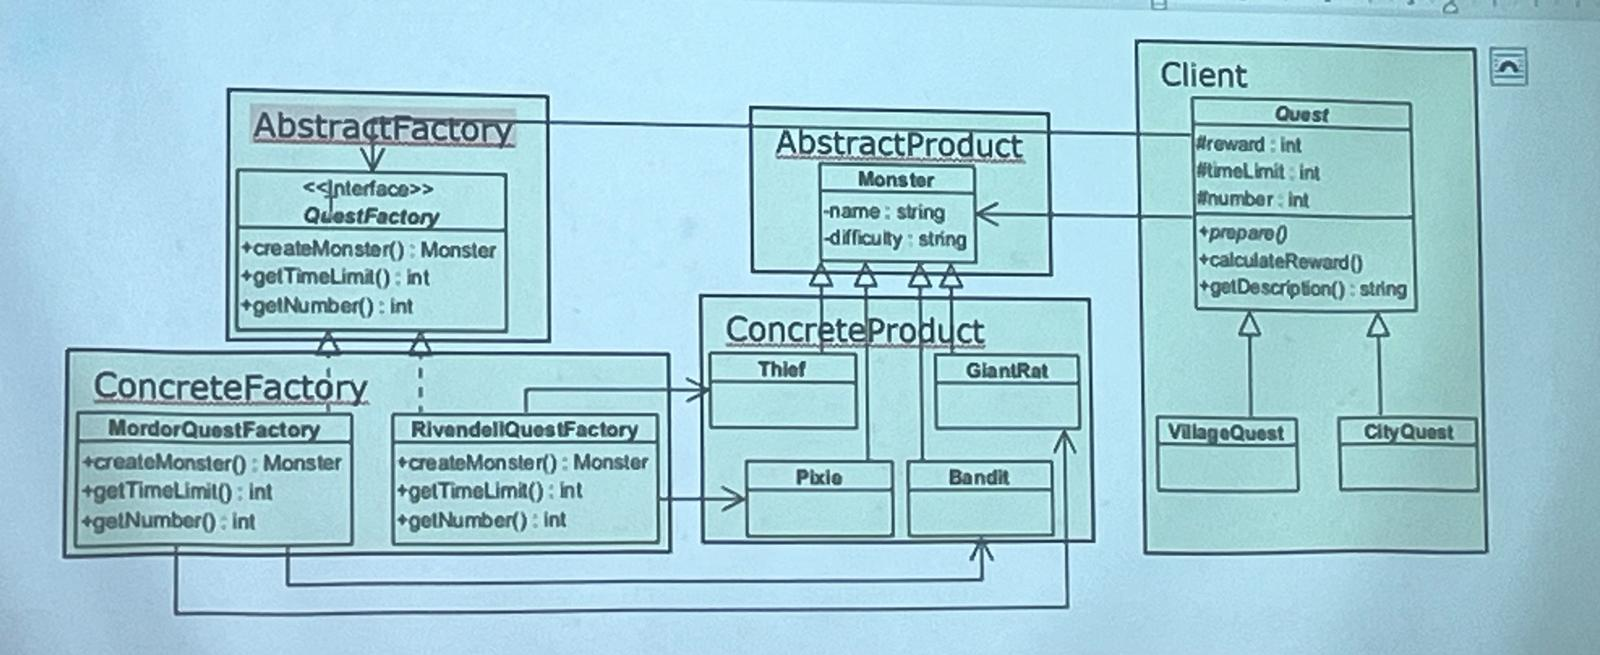 AbstractFactory
<<Interface>>
QuestFactory
+createMonster() : Monster
+getTimeLimit() : int
+getNumber() : int
AbstractProduct
Monster
-name : string
-difficulty : string
Client
Quest
#reward : int
#timeLimit : int
#number : int
+prepare()
+calculateReward()
+getDescription() : string
ConcreteFactory
MordorQuestFactory
+createMonster() : Monster
+getTimeLimit() : int
+getNumber() : int
RivendellQuestFactory
+createMonster() : Monster
+getTimeLimit() : int
+getNumber() : int
ConcreteProduct
Thief
GiantRat
Pixie
Bandit
VillageQuest
CityQuest